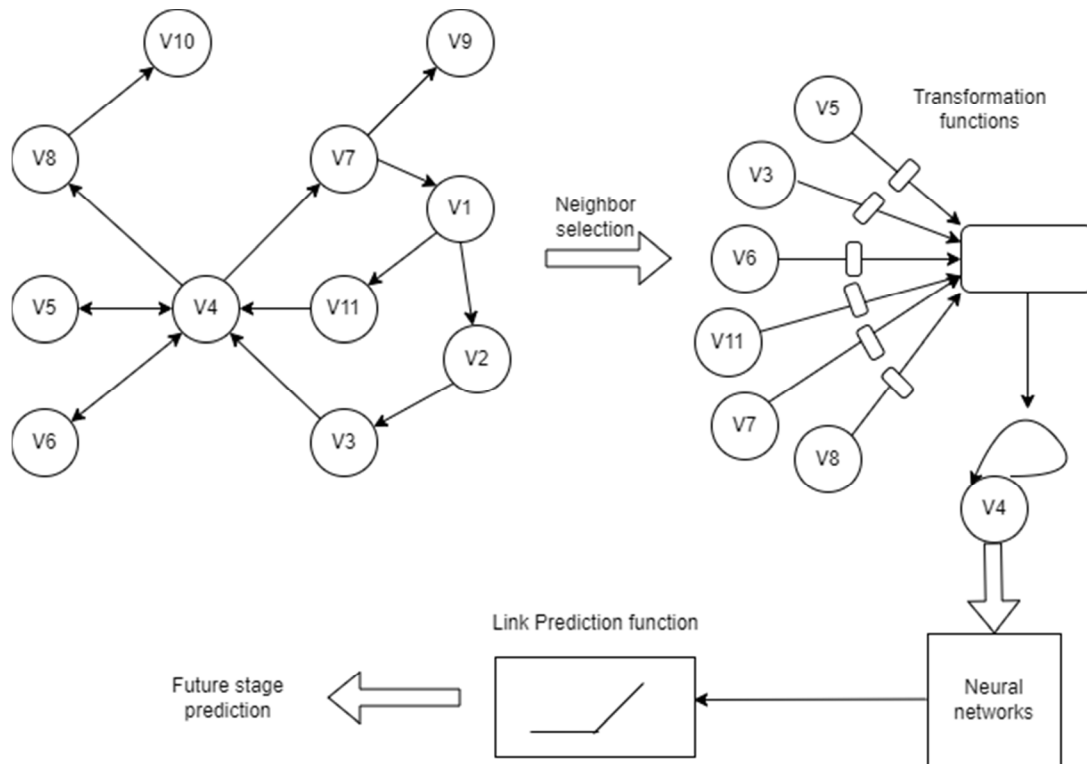 V10
V9
V8
V7
V1
V5
V4
V11
V2
V6
V3
Neighbor
selection
V5
Transformation
functions
V3
V6
V11
V7
V8
V4
Link Prediction function
Future stage
prediction
Neural
networks